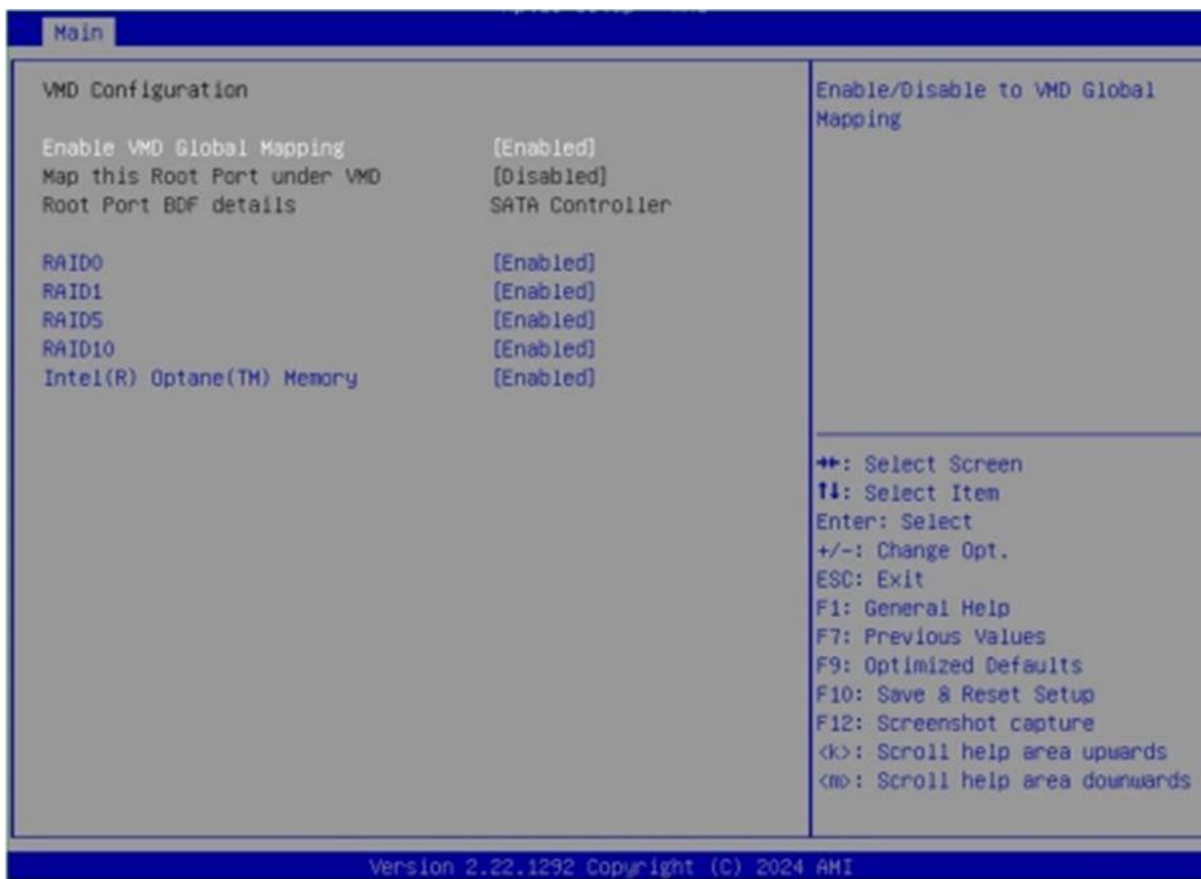 Main
VMD Configuration
Enable VMD Global Mapping [Enabled]
Map this Root Port under VMD [Disabled]
Root Port BDF details SATA Controller
RAID0 [Enabled]
RAID1 [Enabled]
RAID5 [Enabled]
RAID10 [Enabled]
Intel(R) Optane(TM) Memory [Enabled]
Enable/Disable to VMD Global
Mapping
→←: Select Screen
↑↓: Select Item
Enter: Select
+/-: Change Opt.
ESC: Exit
F1: General Help
F7: Previous Values
F9: Optimized Defaults
F10: Save & Reset Setup
F12: Screenshot capture
<k>: Scroll help area upwards
<m>: Scroll help area downwards
Version 2.22.1292 Copyright (C) 2024 AMI